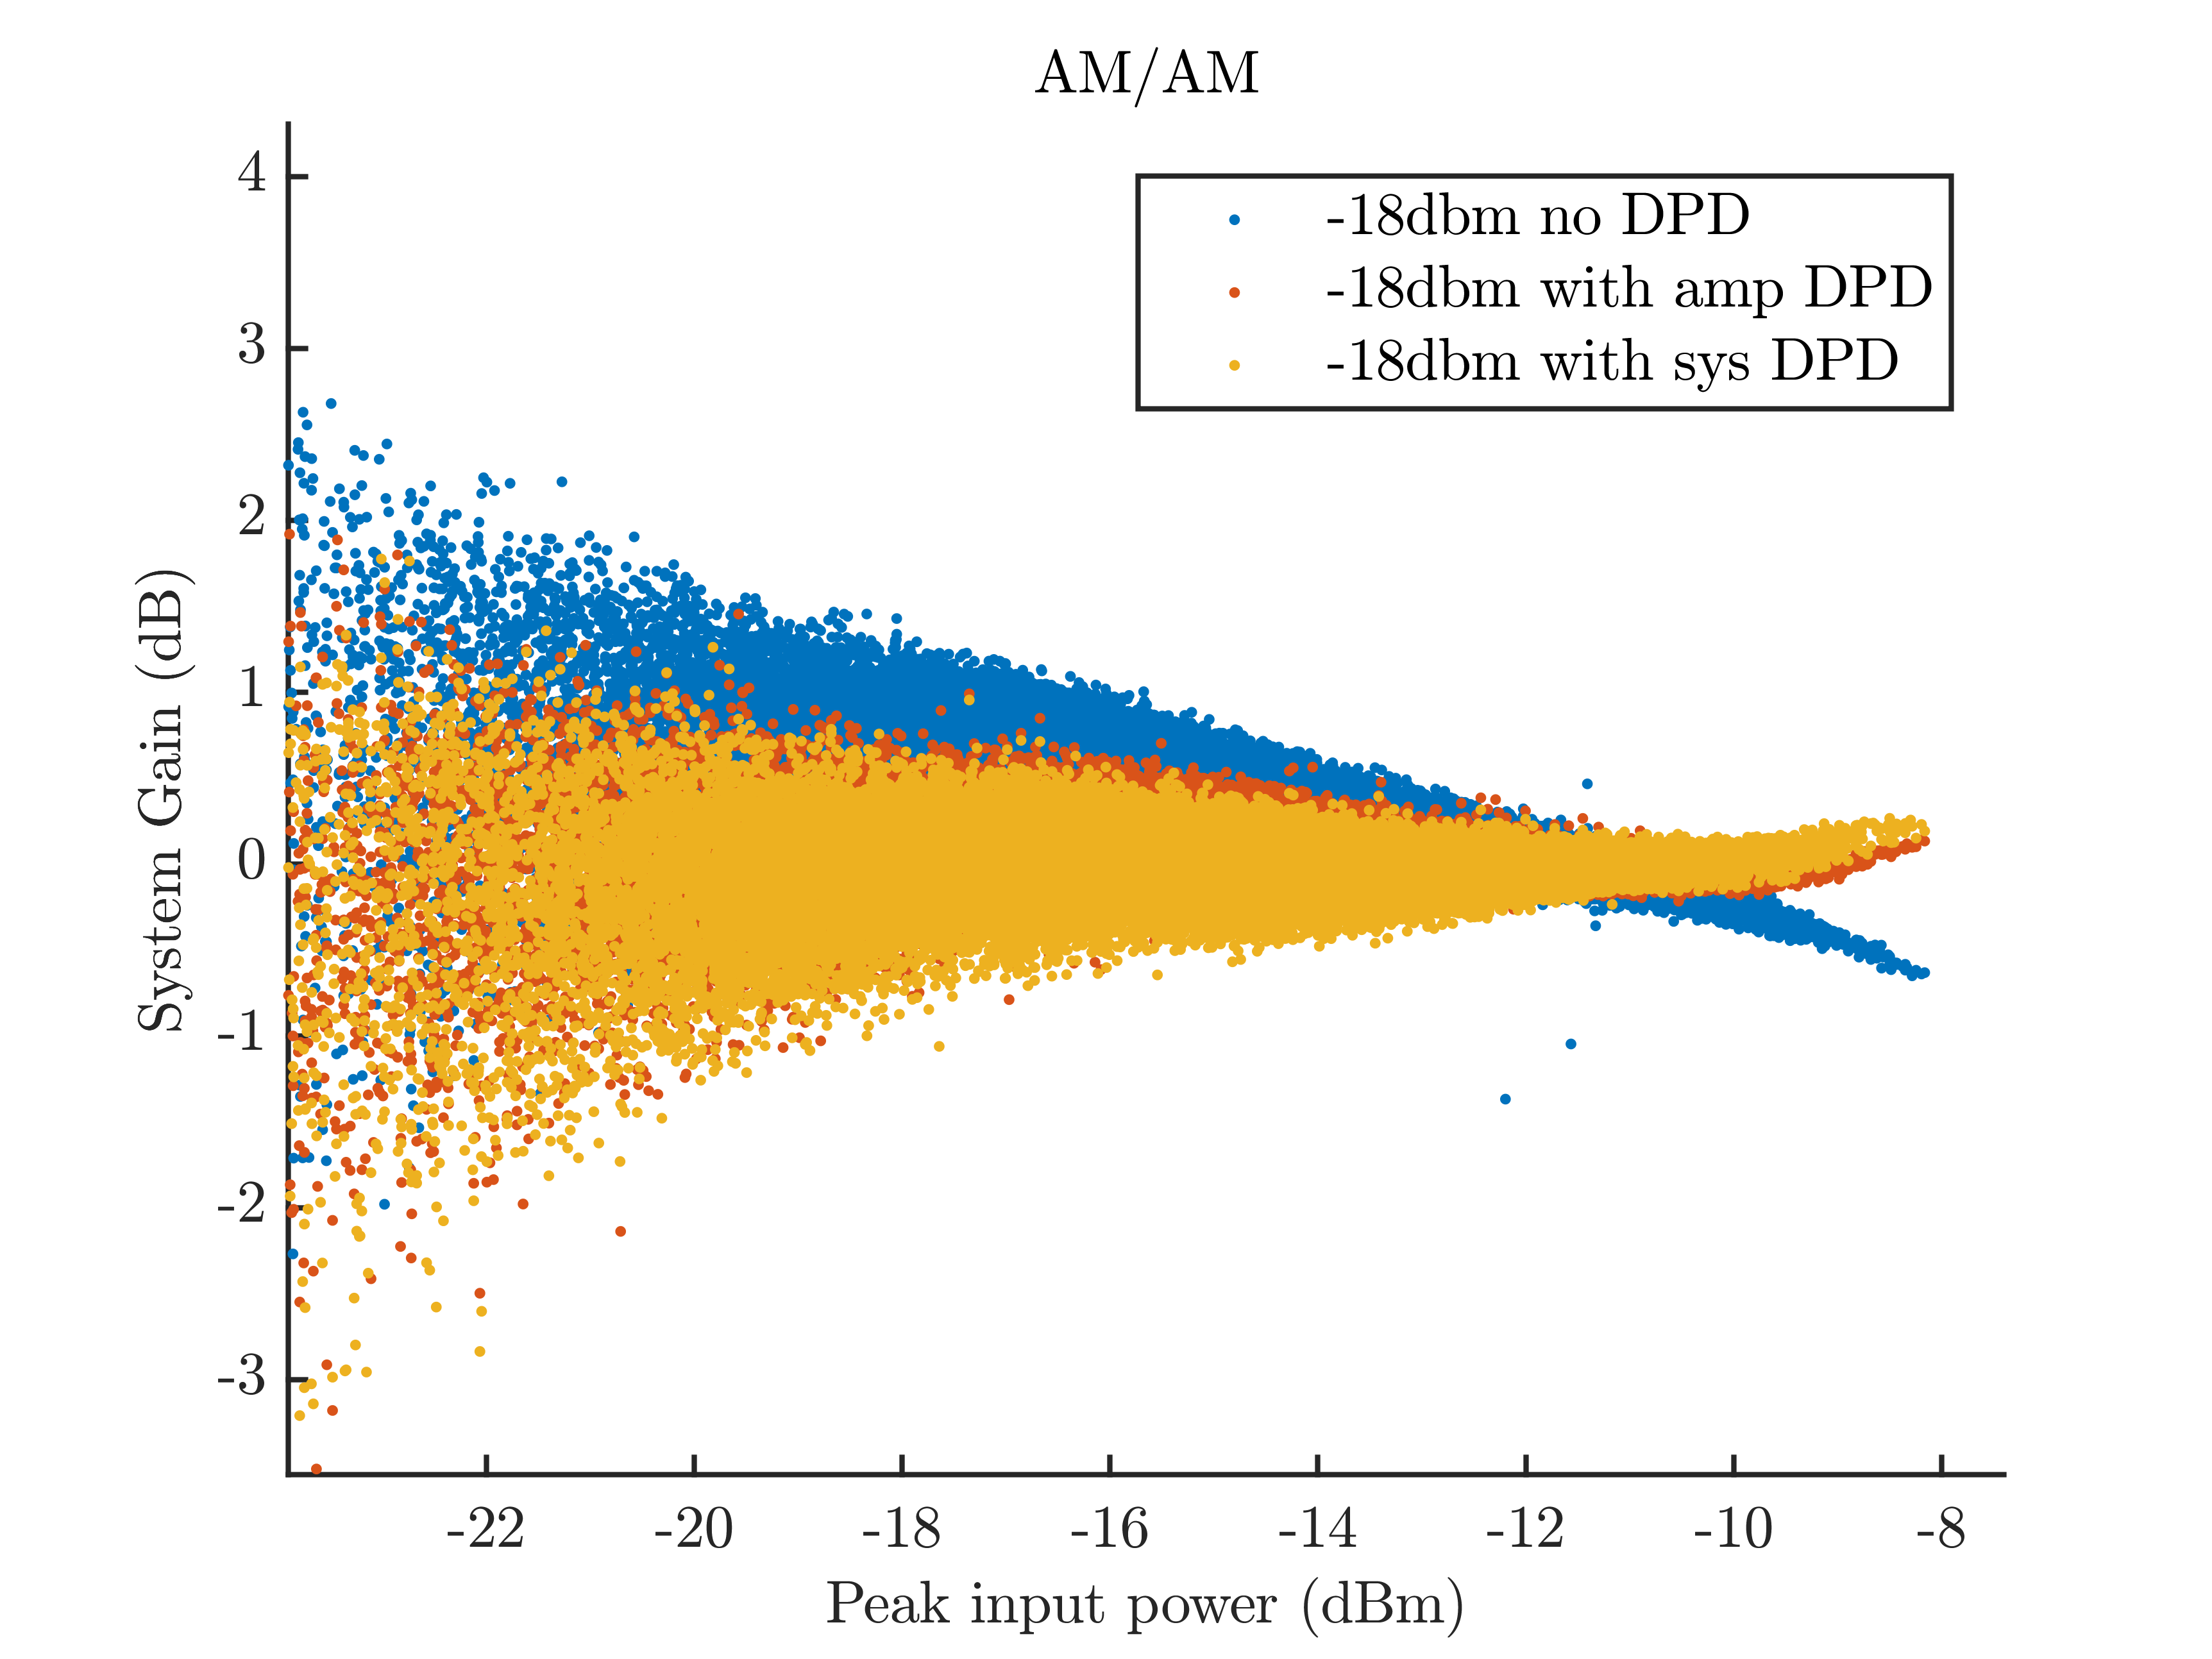 AM/AM
4
3
2
1
0
-1
-2
-3
System Gain (dB)
-18dbm no DPD
-18dbm with amp DPD
-18dbm with sys DPD
-22 -20 -18 -16 -14 -12 -10 -8
Peak input power (dBm)